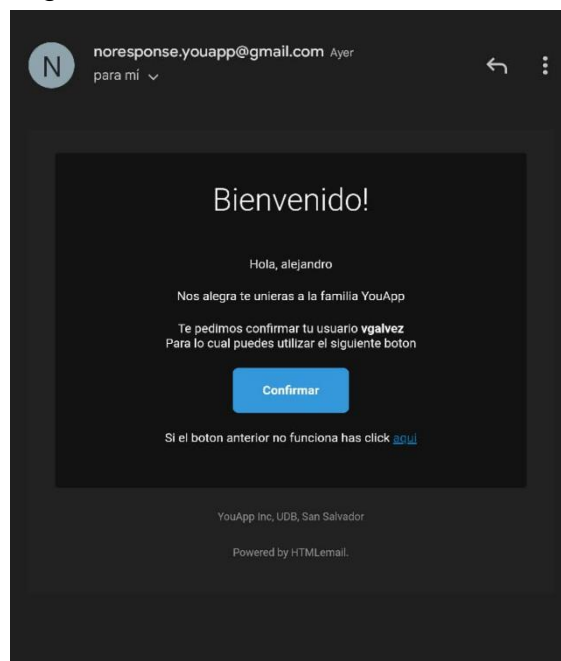 N
noresponse.youapp@gmail.com Ayer
para mí
Bienvenido!
Hola, alejandro
Nos alegra te unieras a la familia YouApp
Te pedimos confirmar tu usuario vgalvez
Para lo cual puedes utilizar el siguiente boton
Confirmar
Si el boton anterior no funciona has click aqui
YouApp Inc, UDB, San Salvador
Powered by HTMLemail.